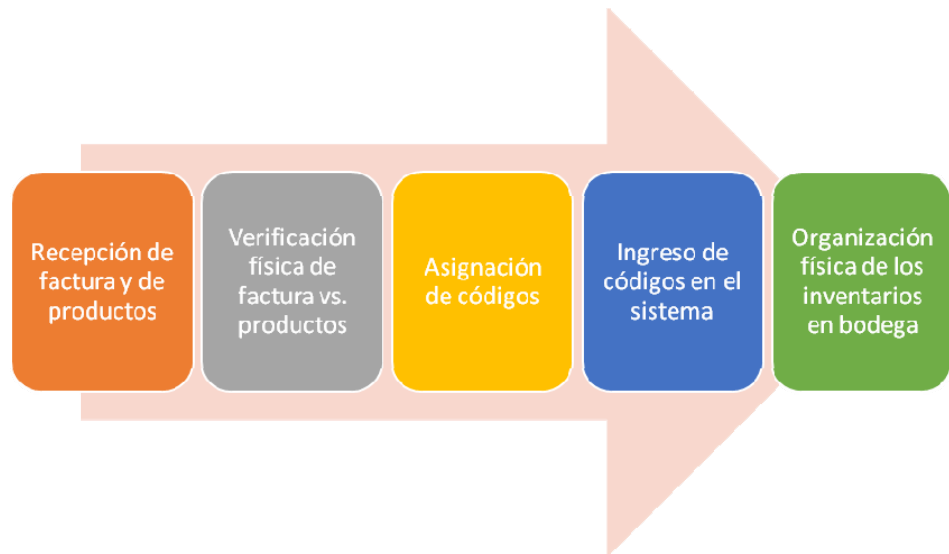 Recepción de
factura y de
productos
Verificación
física de
factura vs.
productos
Asignación
de códigos
Ingreso de
códigos en el
sistema
Organización
física de los
inventarios
en bodega